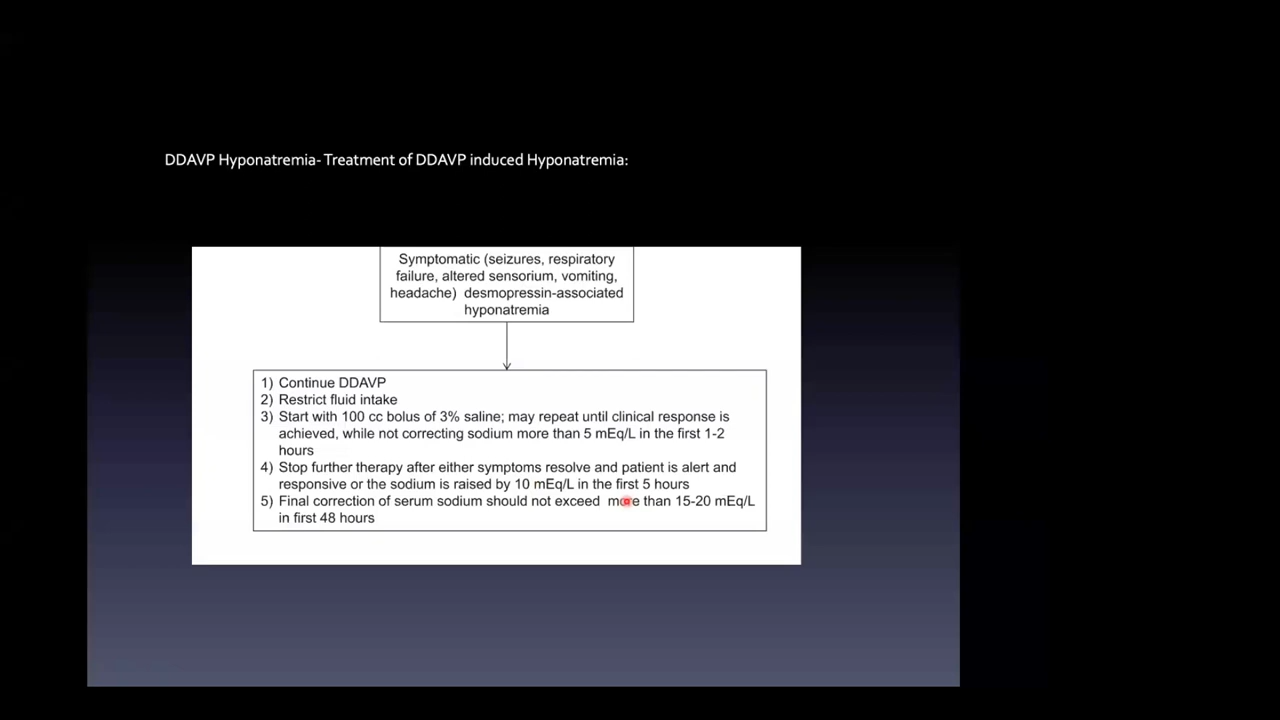 DDAVP Hyponatremia- Treatment of DDAVP induced Hyponatremia:
Symptomatic (seizures, respiratory
failure, altered sensorium, vomiting,
headache) desmopressin-associated
hyponatremia
1) Continue DDAVP
2) Restrict fluid intake
3) Start with 100 cc bolus of 3% saline; may repeat until clinical response is
achieved, while not correcting sodium more than 5 mEq/L in the first 1-2
hours
4) Stop further therapy after either symptoms resolve and patient is alert and
responsive or the sodium is raised by 10 mEq/L in the first 5 hours
5) Final correction of serum sodium should not exceed more than 15-20 mEq/L
in first 48 hours